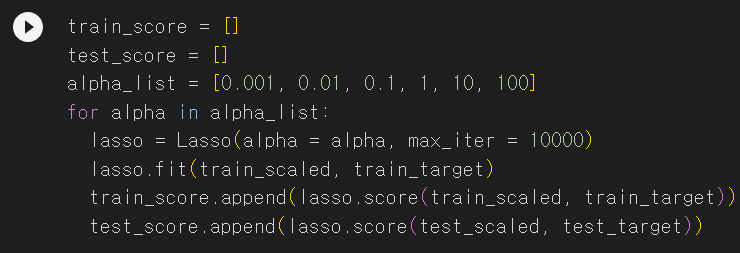 train_score = []
test_score = []
alpha_list = [0.001, 0.01, 0.1, 1, 10, 100]
for alpha in alpha_list:
  lasso = Lasso(alpha = alpha, max_iter = 10000)
  lasso.fit(train_scaled, train_target)
  train_score.append(lasso.score(train_scaled, train_target))
  test_score.append(lasso.score(test_scaled, test_target))